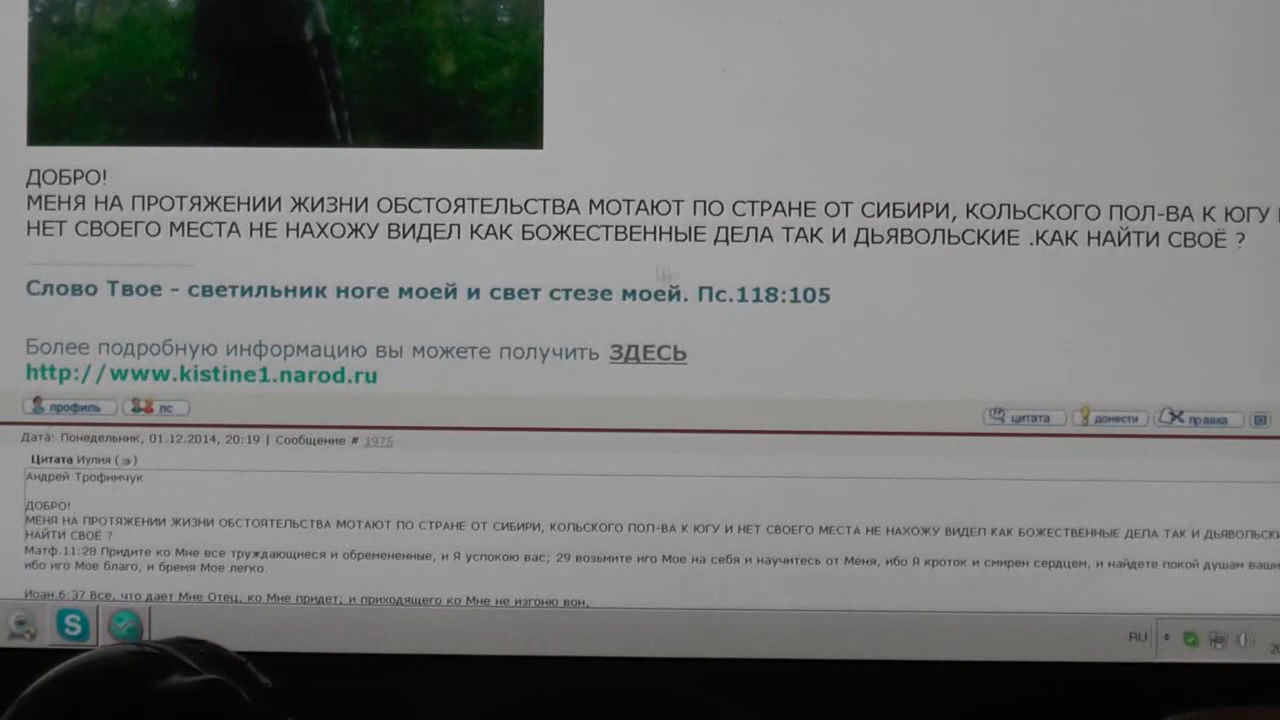 ДОБРО!
МЕНЯ НА ПРОТЯЖЕНИИ ЖИЗНИ ОБСТОЯТЕЛЬСТВА МОТАЮТ ПО СТРАНЕ ОТ СИБИРИ, КОЛЬСКОГО ПОЛ-ВА К ЮГУ
НЕТ СВОЕГО МЕСТА НЕ НАХОЖУ ВИДЕЛ КАК БОЖЕСТВЕННЫЕ ДЕЛА ТАК И ДЬЯВОЛЬСКИЕ .КАК НАЙТИ СВОЁ ?
Слово Твое - светильник ноге моей и свет стезе моей. Пс.118:105
Более подробную информацию вы можете получить ЗДЕСЬ
http://www.kistine1.narod.ru
профиль лс цитата донести правка
Дата: Понедельник, 01.12.2014, 20:19 | Сообщение # 1975
Цитата Иулия ( )
Андрей Трофимчук
ДОБРО!
МЕНЯ НА ПРОТЯЖЕНИИ ЖИЗНИ ОБСТОЯТЕЛЬСТВА МОТАЮТ ПО СТРАНЕ ОТ СИБИРИ, КОЛЬСКОГО ПОЛ-ВА К ЮГУ И НЕТ СВОЕГО МЕСТА НЕ НАХОЖУ ВИДЕЛ КАК БОЖЕСТВЕННЫЕ ДЕЛА ТАК И ДЬЯВОЛЬСКИ
НАЙТИ СВОЁ ?
Матф.11:28 Придите ко Мне все труждающиеся и обремененные, и Я успокою вас; 29 возьмите иго Мое на себя и научитесь от Меня, ибо Я кроток и смирен сердцем, и найдете покой душам ваши
ибо иго Мое благо, и бремя Мое легко.
Иоан.6:37 Все, что дает Мне Отец, ко Мне придет; и приходящего ко Мне не изгоню вон,
RU